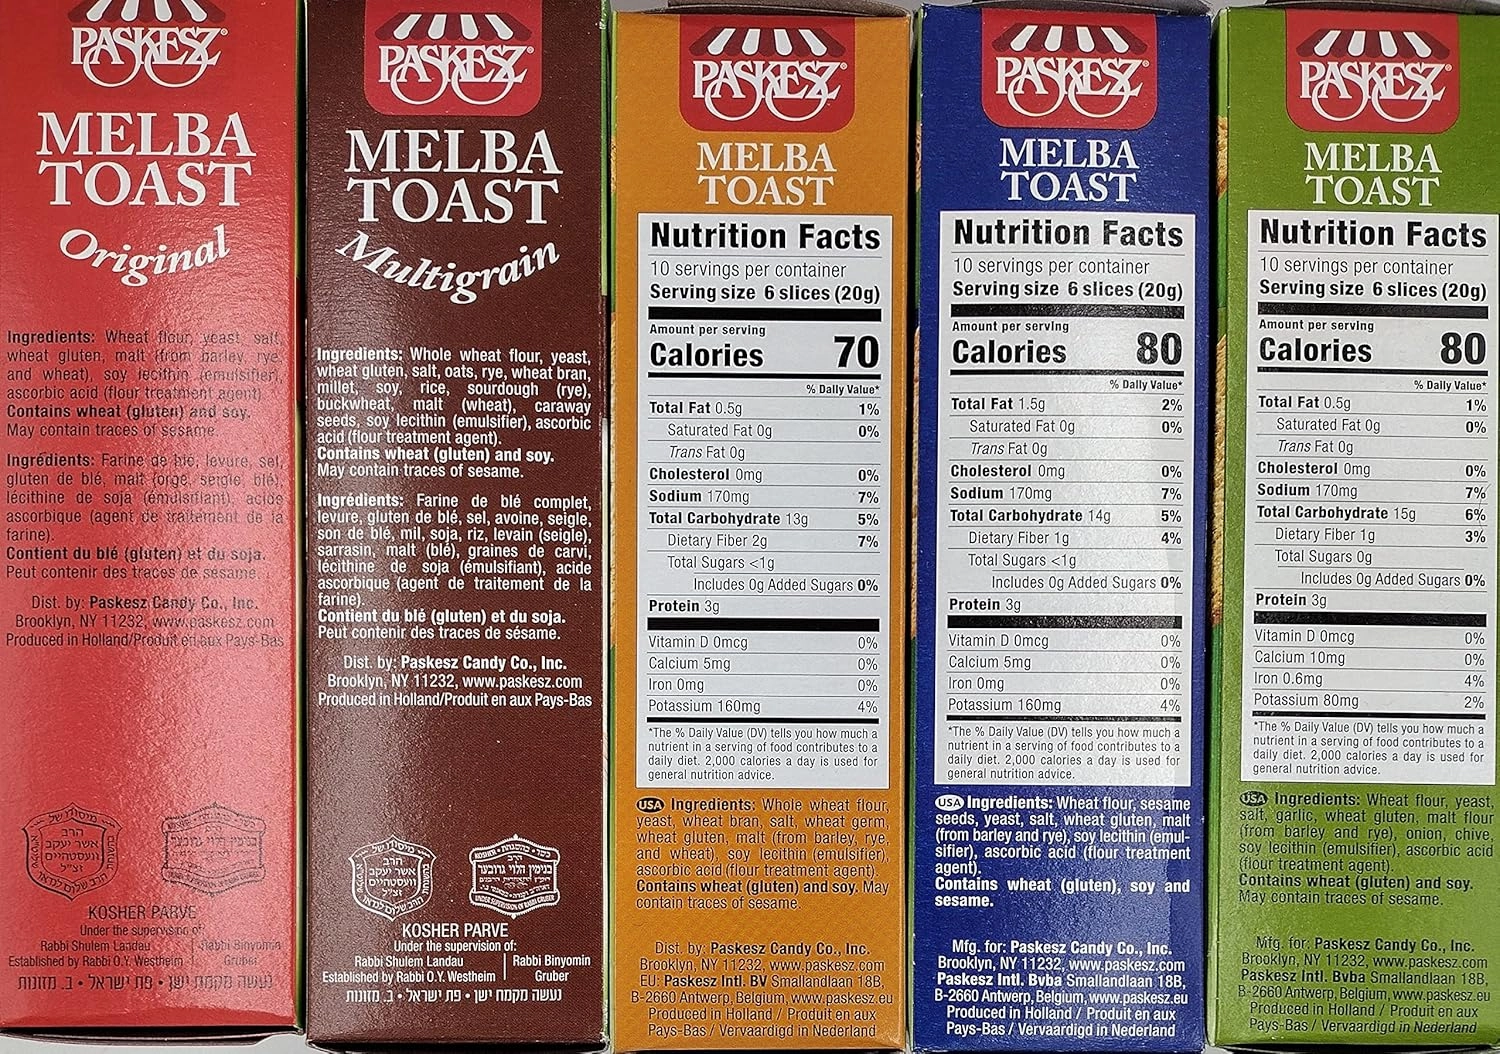 PASKESZ®
MELBA
TOAST
Original
Ingredients: Wheat flour, yeast, salt,
wheat gluten, malt (from barley, rye,
and wheat), soy lecithin (emulsifier),
ascorbic acid (flour treatment agent).
Contains wheat (gluten) and soy.
May contain traces of sesame.
Ingrédients: Farine de blé, levure, sel,
gluten de blé, malt (orge, seigle, blé),
lécithine de soja (émulsifiant), acide
ascorbique (agent de traitement de la
farine).
Contient du blé (gluten) et du soja.
Peut contenir des traces de sésame.
Dist. by: Paskesz Candy Co., Inc.
Brooklyn, NY 11232, www.paskesz.com
Produced in Holland/Produit en aux Pays-Bas
הרב
אשר יעקב
וועסטהיים
זצ"ל
KOSHER PARVE
Under the supervision of:
Rabbi Shulem Landau
Established by Rabbi O.Y. Westheim
Rabbi Binyomin
Gruber
נעשה מקמח ישן • פת ישראל • ב. מזונות
PASKESZ®
MELBA
TOAST
Multigrain
Ingredients: Whole wheat flour, yeast,
wheat gluten, salt, oats, rye, wheat bran,
millet, soy, rice, sourdough (rye),
buckwheat, malt (wheat), caraway
seeds, soy lecithin (emulsifier), ascorbic
acid (flour treatment agent).
Contains wheat (gluten) and soy.
May contain traces of sesame.
Ingrédients: Farine de blé complet,
levure, gluten de blé, sel, avoine, seigle,
son de blé, mil, soja, riz, levain (seigle),
sarrasin, malt (blé), graines de carvi,
lécithine de soja (émulsifiant), acide
ascorbique (agent de traitement de la
farine).
Contient du blé (gluten) et du soja.
Peut contenir des traces de sésame.
Dist. by: Paskesz Candy Co., Inc.
Brooklyn, NY 11232, www.paskesz.com
Produced in Holland/Produit en aux Pays-Bas
הרב
אשר יעקב
וועסטהיים
זצ"ל
הרב
בנימין הלוי גרובער
UNDER SUPERVISION OF RABBI GRUBER
KOSHER PARVE
Under the supervision of:
Rabbi Shulem Landau
Established by Rabbi O.Y. Westheim
Rabbi Binyomin
Gruber
נעשה מקמח ישן • פת ישראל • ב. מזונות
PASKESZ®
MELBA
TOAST
Nutrition Facts
10 servings per container
Serving size 6 slices (20g)
Amount per serving
Calories 70
% Daily Value*
Total Fat 0.5g 1%
Saturated Fat 0g 0%
Trans Fat 0g
Cholesterol 0mg 0%
Sodium 170mg 7%
Total Carbohydrate 13g 5%
Dietary Fiber 2g 7%
Total Sugars <1g
Includes 0g Added Sugars 0%
Protein 3g
Vitamin D 0mcg 0%
Calcium 5mg 0%
Iron 0mg 0%
Potassium 160mg 4%
*The % Daily Value (DV) tells you how much a
nutrient in a serving of food contributes to a
daily diet. 2,000 calories a day is used for
general nutrition advice.
USA Ingredients: Whole wheat flour,
yeast, wheat bran, salt, wheat germ,
wheat gluten, malt (from barley, rye,
and wheat), soy lecithin (emulsifier),
ascorbic acid (flour treatment agent).
Contains wheat (gluten) and soy. May
contain traces of sesame.
Dist. by: Paskesz Candy Co., Inc.
Brooklyn, NY 11232, www.paskesz.com
EU: Paskesz Intl. BV Smallandlaan 18B,
B-2660 Antwerp, Belgium, www.paskesz.eu
Produced in Holland / Produit en aux
Pays-Bas / Vervaardigd in Nederland
PASKESZ®
MELBA
TOAST
Nutrition Facts
10 servings per container
Serving size 6 slices (20g)
Amount per serving
Calories 80
% Daily Value*
Total Fat 1.5g 2%
Saturated Fat 0g 0%
Trans Fat 0g
Cholesterol 0mg 0%
Sodium 170mg 7%
Total Carbohydrate 14g 5%
Dietary Fiber 1g 4%
Total Sugars <1g
Includes 0g Added Sugars 0%
Protein 3g
Vitamin D 0mcg 0%
Calcium 5mg 0%
Iron 0mg 0%
Potassium 160mg 4%
*The % Daily Value (DV) tells you how much a
nutrient in a serving of food contributes to a
daily diet. 2,000 calories a day is used for
general nutrition advice.
USA Ingredients: Wheat flour, sesame
seeds, yeast, salt, wheat gluten, malt
(from barley and rye), soy lecithin (emul-
sifier), ascorbic acid (flour treatment
agent).
Contains wheat (gluten), soy and
sesame.
Mfg. for: Paskesz Candy Co., Inc.
Brooklyn, NY 11232, www.paskesz.com
Paskesz Intl. Bvba Smallandlaan 18B,
B-2660 Antwerp, Belgium, www.paskesz.eu
Produced in Holland / Produit en aux
Pays-Bas / Vervaardigd in Nederland
PASKESZ®
MELBA
TOAST
Nutrition Facts
10 servings per container
Serving size 6 slices (20g)
Amount per serving
Calories 80
% Daily Value*
Total Fat 0.5g 1%
Saturated Fat 0g 0%
Trans Fat 0g
Cholesterol 0mg 0%
Sodium 170mg 7%
Total Carbohydrate 15g 6%
Dietary Fiber 1g 3%
Total Sugars 0g
Includes 0g Added Sugars 0%
Protein 3g
Vitamin D 0mcg 0%
Calcium 10mg 0%
Iron 0.6mg 4%
Potassium 80mg 2%
*The % Daily Value (DV) tells you how much a
nutrient in a serving of food contributes to a
daily diet. 2,000 calories a day is used for
general nutrition advice.
USA Ingredients: Wheat flour, yeast,
salt, garlic, wheat gluten, malt flour
(from barley and rye), onion, chive,
soy lecithin (emulsifier), ascorbic acid
(flour treatment agent).
Contains wheat (gluten) and soy.
May contain traces of sesame.
Mfg. for: Paskesz Candy Co., Inc.
Brooklyn, NY 11232, www.paskesz.com
Paskesz Intl. Bvba Smallandlaan 18B,
B-2660 Antwerp, Belgium, www.paskesz.eu
Produced in Holland / Produit en aux
Pays-Bas / Vervaardigd in Nederland